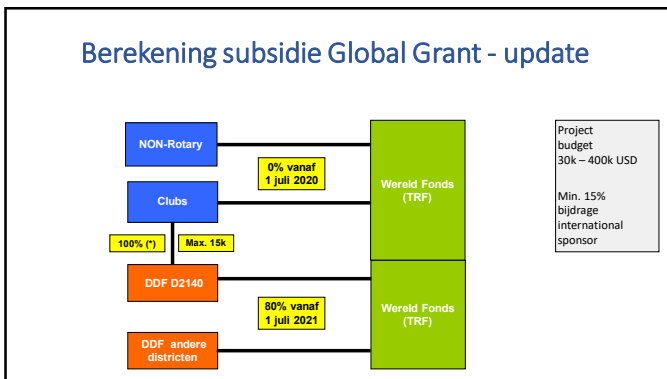 Berekening subsidie Global Grant - update
NON-Rotary
0% vanaf
1 juli 2020
Clubs
Wereld Fonds
(TRF)
100% (*)
Max. 15k
DDF D2140
80% vanaf
1 juli 2021
Wereld Fonds
(TRF)
DDF andere
districten
Project
budget
30k – 400k USD
Min. 15%
bijdrage
international
sponsor